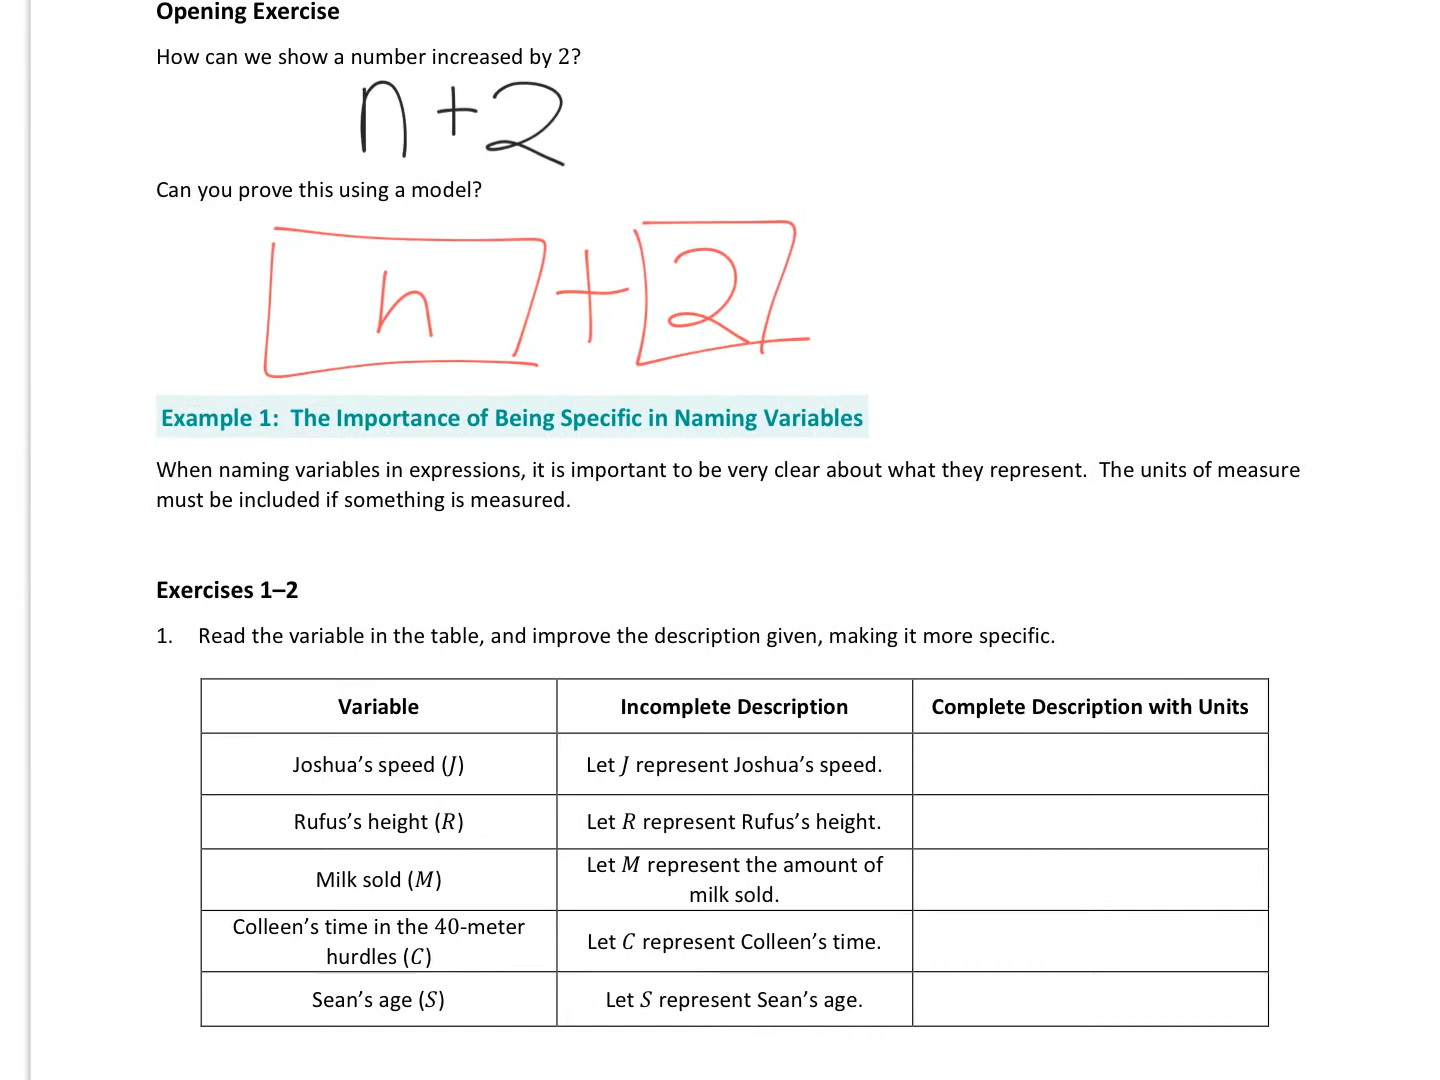 Opening Exercise
How can we show a number increased by 2?
n + 2
Can you prove this using a model?
n + 2
Example 1:  The Importance of Being Specific in Naming Variables
When naming variables in expressions, it is important to be very clear about what they represent.  The units of measure
must be included if something is measured.
Exercises 1–2
1. Read the variable in the table, and improve the description given, making it more specific.
Variable Incomplete Description Complete Description with Units
Joshua's speed (J) Let J represent Joshua's speed.
Rufus's height (R) Let R represent Rufus's height.
Milk sold (M) Let M represent the amount of
milk sold.
Colleen's time in the 40-meter
hurdles (C) Let C represent Colleen's time.
Sean's age (S) Let S represent Sean's age.